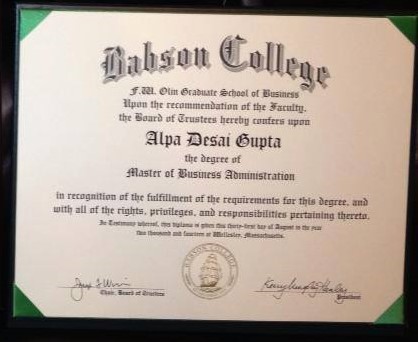 Babson College
F.W. Olin Graduate School of Business
Upon the recommendation of the Faculty,
the Board of Trustees hereby confers upon
Alpa Desai Gupta
the degree of
Master of Business Administration
in recognition of the fulfillment of the requirements for this degree, and
with all of the rights, privileges, and responsibilities pertaining thereto.
In Testimony whereof, this diploma is given this thirty-first day of August in the year
two thousand and fourteen at Wellesley, Massachusetts.
BABSON COLLEGE
Chair, Board of Trustees
President